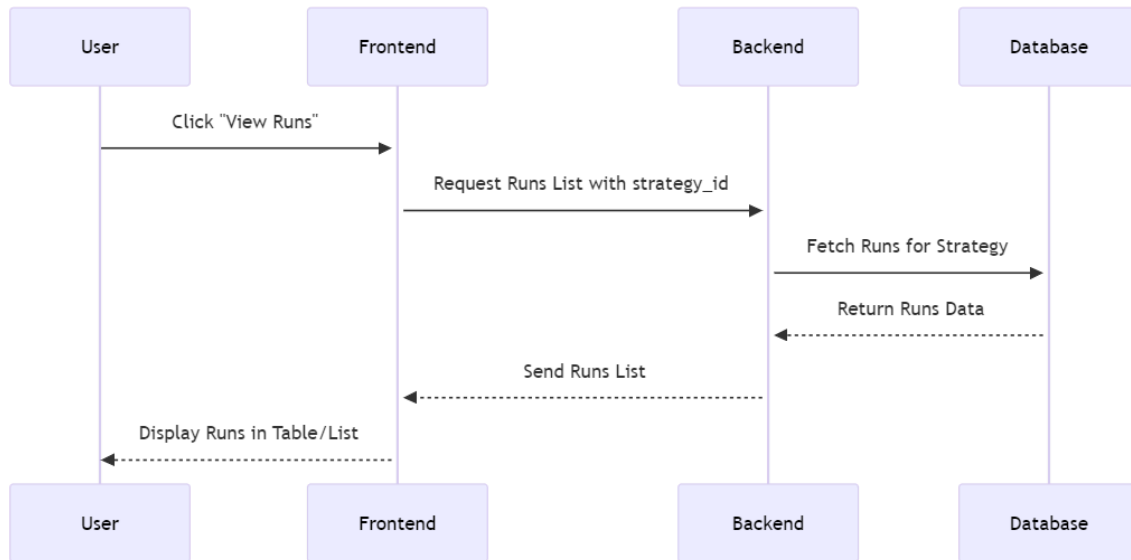 User Frontend Backend Database
Click "View Runs"
Request Runs List with strategy_id
Fetch Runs for Strategy
Return Runs Data
Send Runs List
Display Runs in Table/List
User Frontend Backend Database